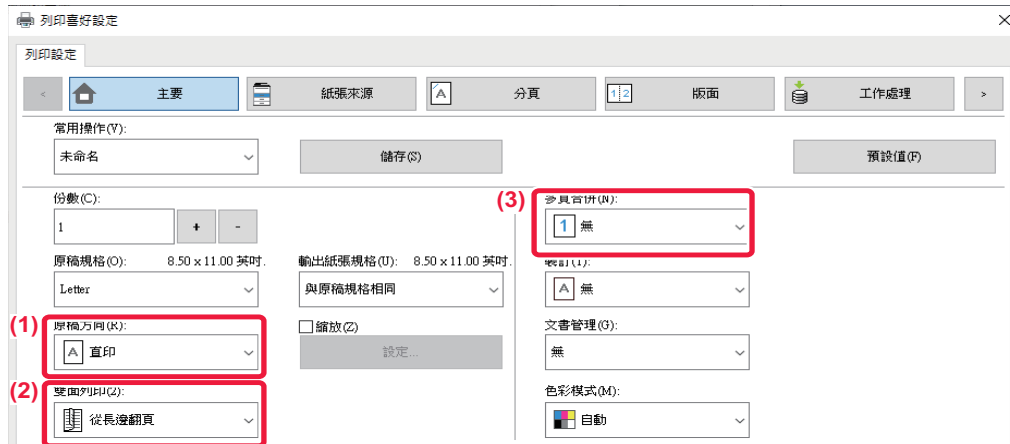 列印喜好設定
列印設定
< 主要 紙張來源 A 分頁 1 2 版面 工作處理 >
常用操作(V):
未命名 儲存(S) 預設值(F)
份數(C): (3) 多頁合併(N):
1 + - 1 無
原稿規格(O): 8.50 x 11.00 英吋. 輸出紙張規格(U): 8.50 x 11.00 英吋. 裝訂(T):
Letter 與原稿規格相同 A 無
(1) 原稿方向(R): 縮放(Z) 文書管理(G):
A 直印 設定... 無
(2) 雙面列印(2): 色彩模式(M):
從長邊翻頁 自動